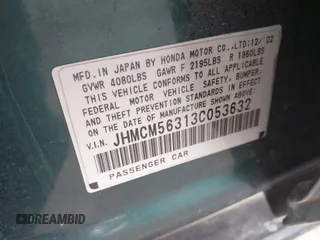 MFD. IN JAPAN BY HONDA MOTOR CO.,LTD:12/'02
GVWR 4080LBS GAWR F 2195LBS R 1960LBS
THIS VEHICLE CONFORMS TO ALL APPLICABLE
FEDERAL MOTOR VEHICLE SAFETY, BUMPER,
AND THEFT PREVENTION STANDARDS IN EFFECT
ON THE DATE OF MANUFACTURE SHOWN ABOVE.
V.I.N. JHMCM56313C053632
PASSENGER CAR
DREAMBID